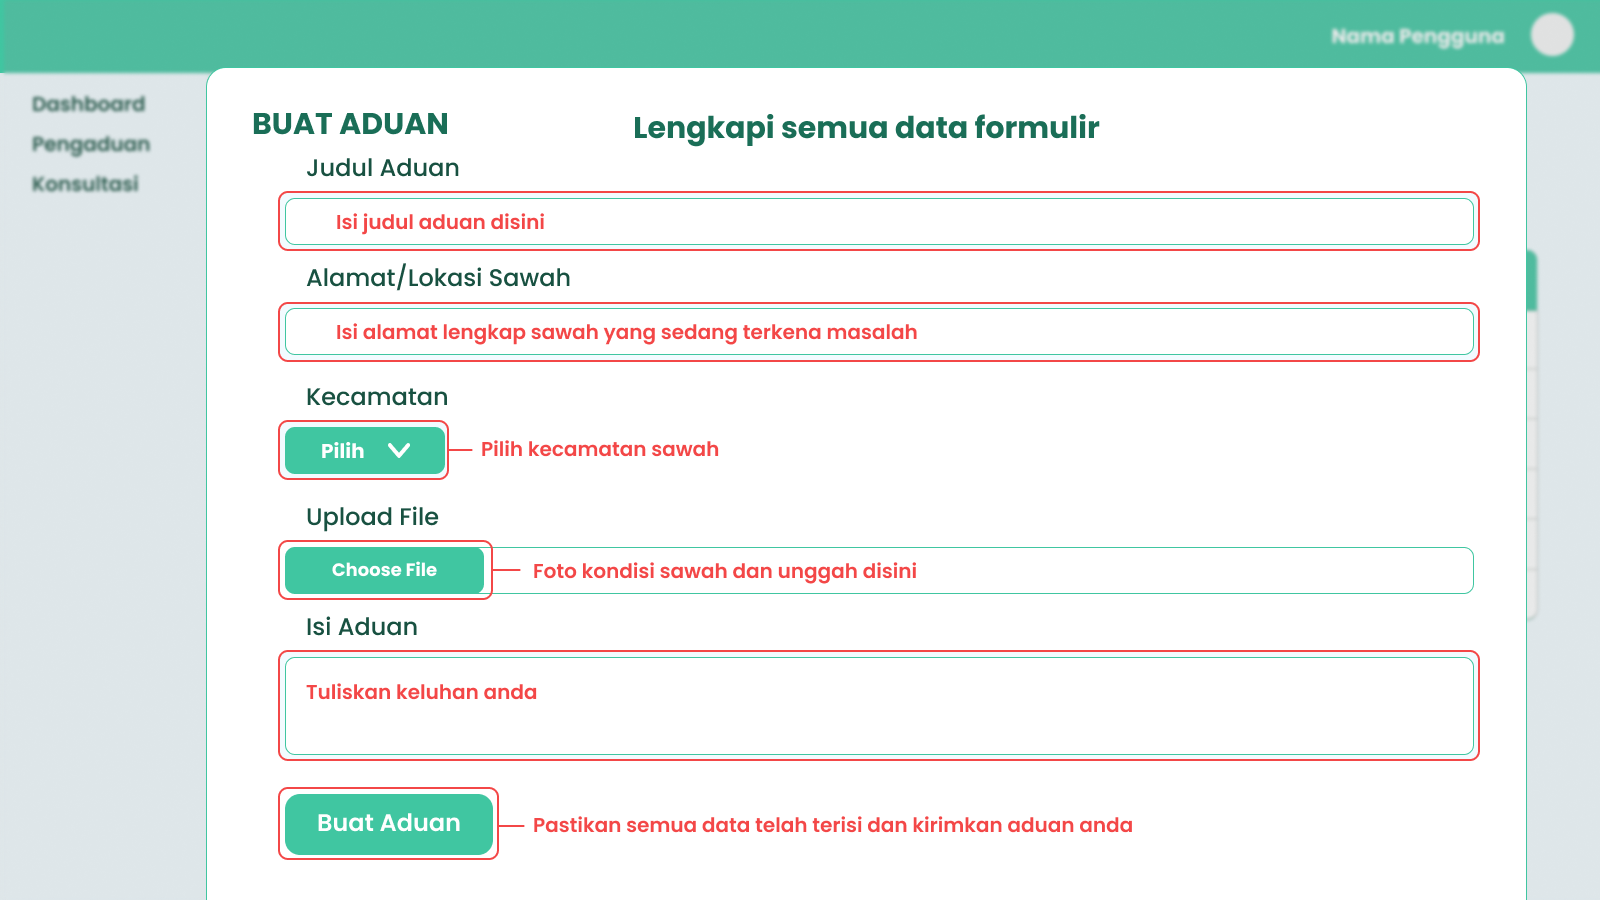 Nama Pengguna
Dashboard
Pengaduan
Konsultasi
BUAT ADUAN
Lengkapi semua data formulir
Judul Aduan
Isi judul aduan disini
Alamat/Lokasi Sawah
Isi alamat lengkap sawah yang sedang terkena masalah
Kecamatan
Pilih
Pilih kecamatan sawah
Upload File
Choose File
Foto kondisi sawah dan unggah disini
Isi Aduan
Tuliskan keluhan anda
Buat Aduan
Pastikan semua data telah terisi dan kirimkan aduan anda